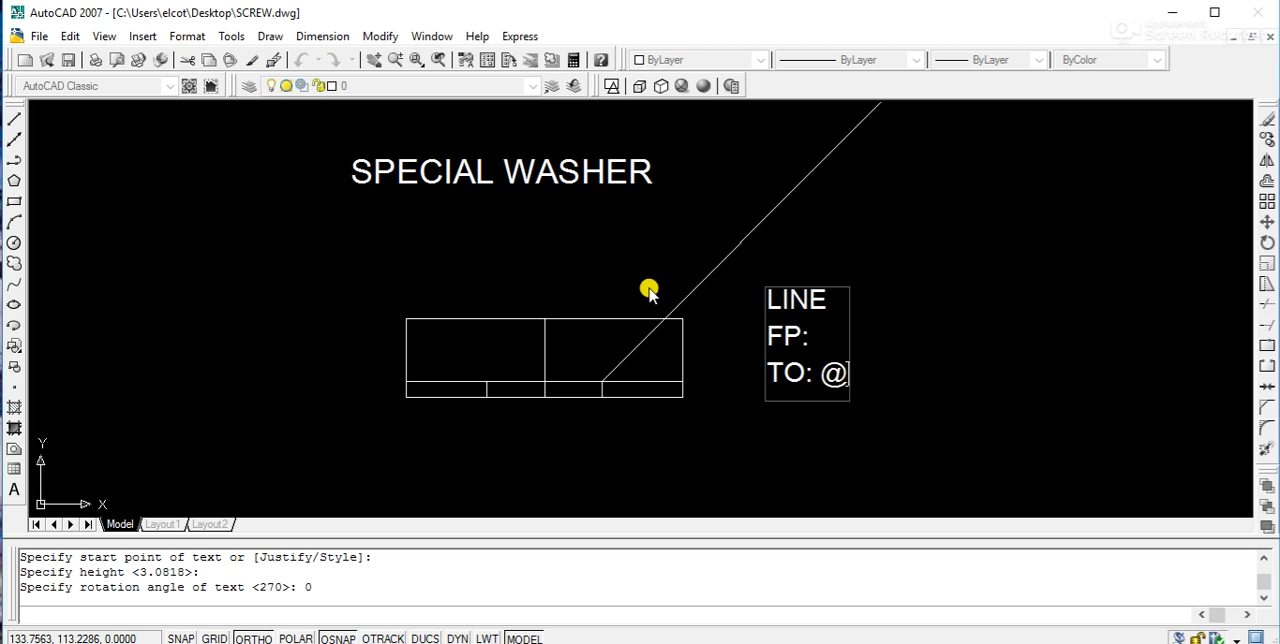 AutoCAD 2007 - [C:\Users\elcot\Desktop\SCREW.dwg]
File Edit View Insert Format Tools Draw Dimension Modify Window Help Express
ByLayer ByLayer ByLayer ByColor
AutoCAD Classic 0
SPECIAL WASHER
LINE
FP:
TO: @
Y
X
A
Model Layout1 Layout2
Specify start point of text or [Justify/Style]:
Specify height <3.0818>:
Specify rotation angle of text <270>: 0
133.7563, 113.2286, 0.0000 SNAP GRID ORTHO POLAR OSNAP OTRACK DUCS DYN LWT MODEL